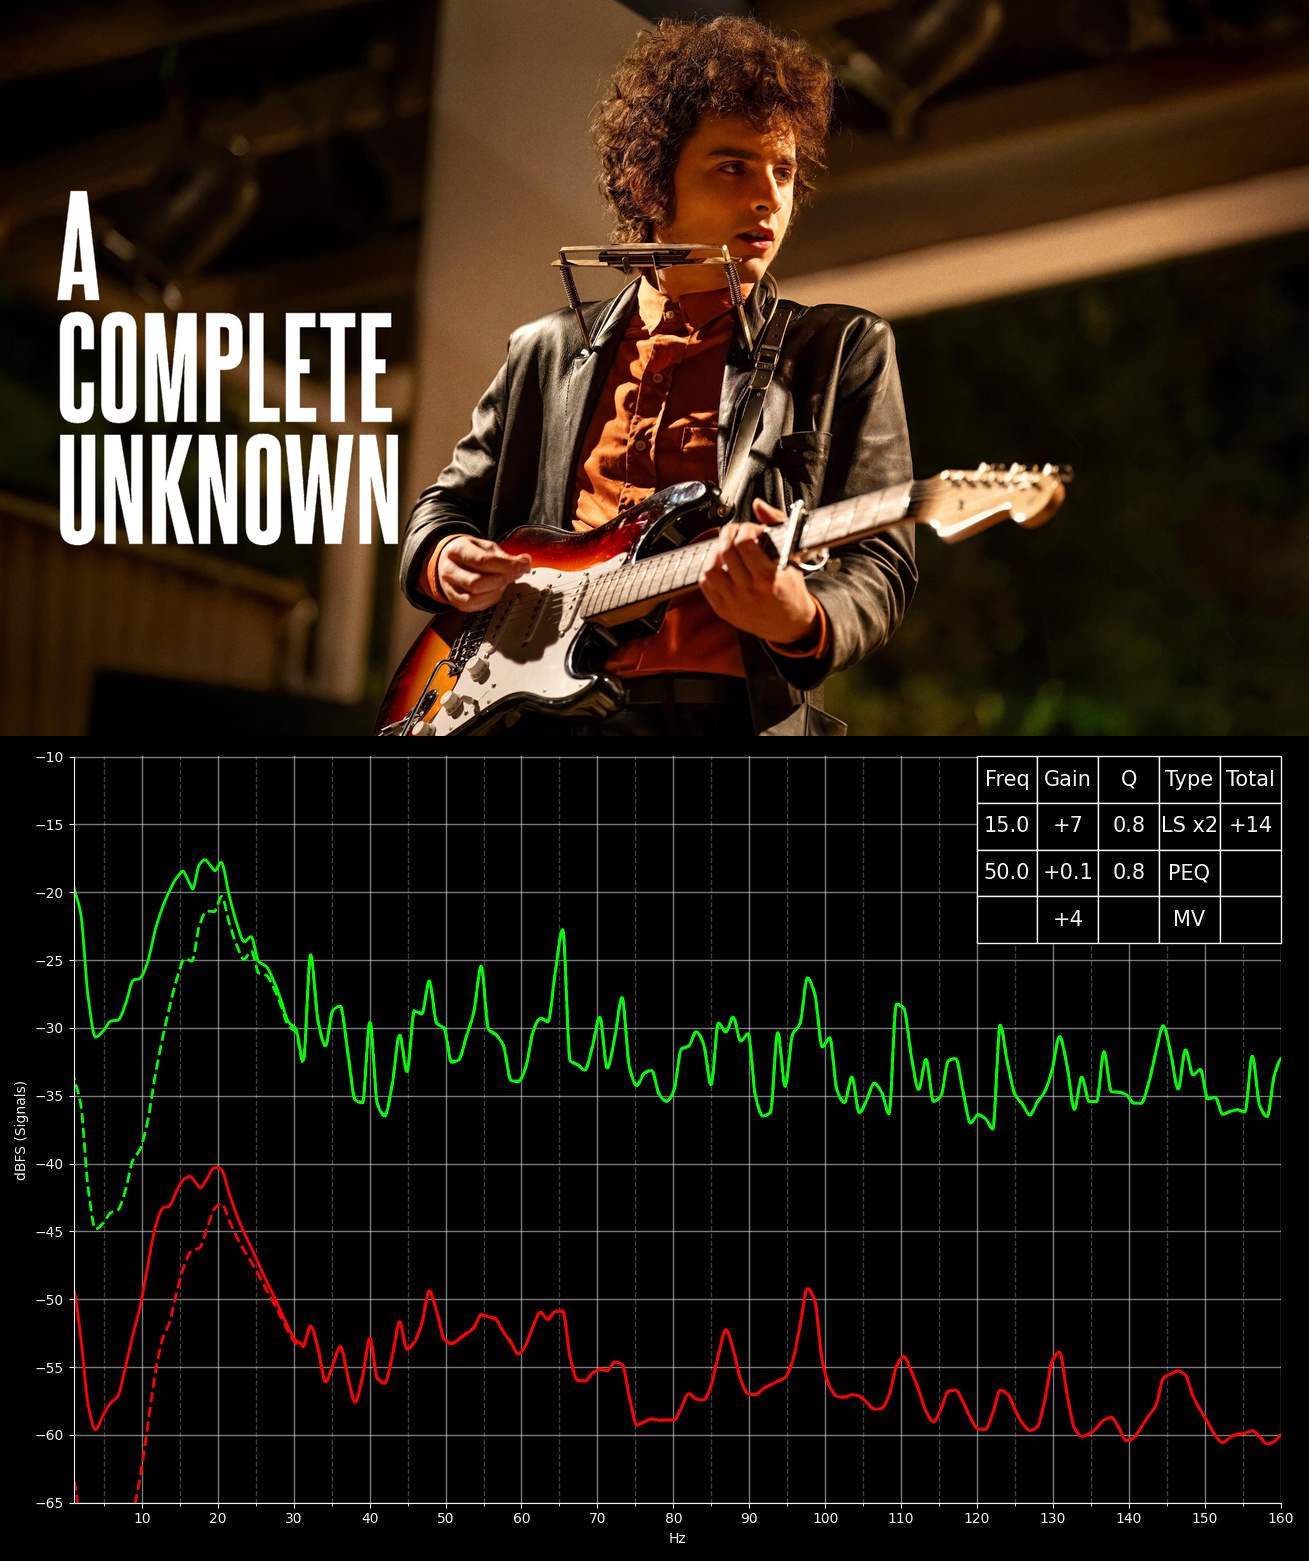 A
COMPLETE
UNKNOWN
Freq Gain Q Type Total
15.0 +7 0.8 LS x2 +14
50.0 +0.1 0.8 PEQ
+4 MV
−10
−15
−20
−25
−30
−35
−40
−45
−50
−55
−60
−65
dBFS (Signals)
10 20 30 40 50 60 70 80 90 100 110 120 130 140 150 160
Hz